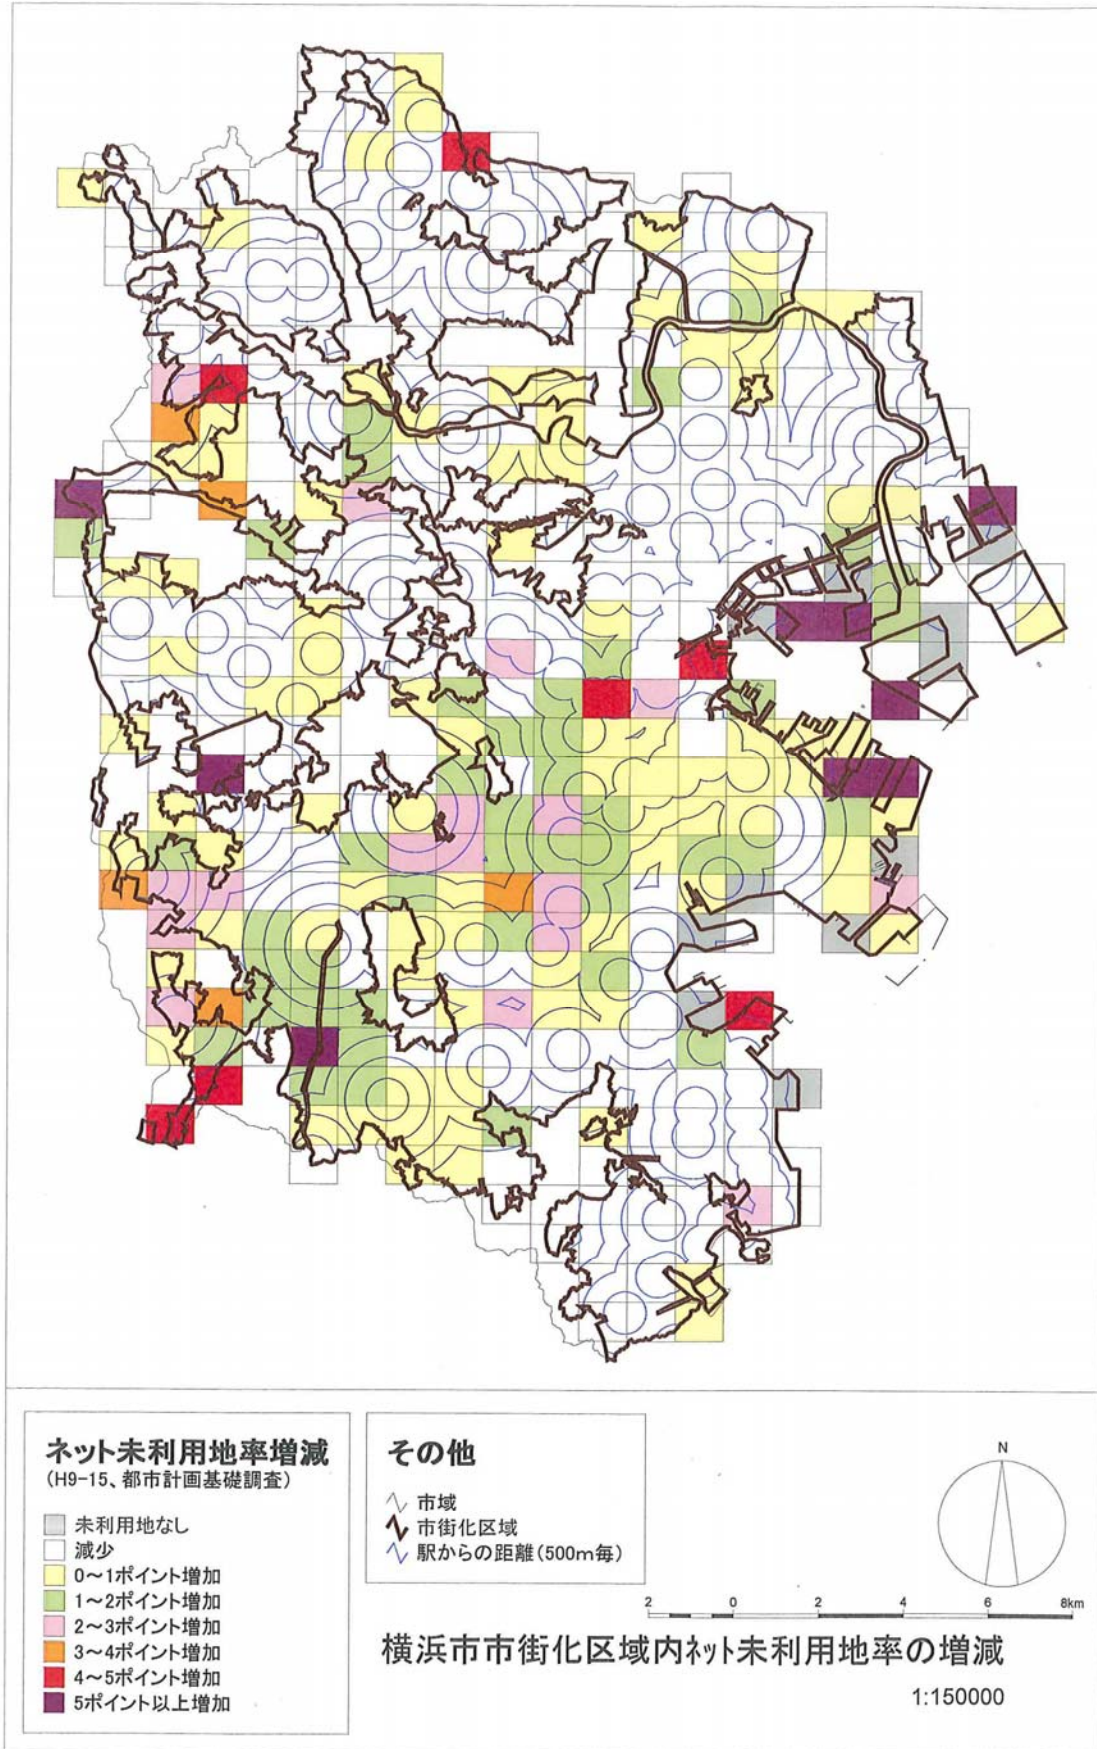 ネット未利用地率増減
(H9-15、都市計画基礎調査)
未利用地なし
減少
0～1ポイント増加
1～2ポイント増加
2～3ポイント増加
3～4ポイント増加
4～5ポイント増加
5ポイント以上増加
その他
市域
市街化区域
駅からの距離(500m毎)
N
2 0 2 4 6 8km
横浜市市街化区域内ネット未利用地率の増減
1:150000